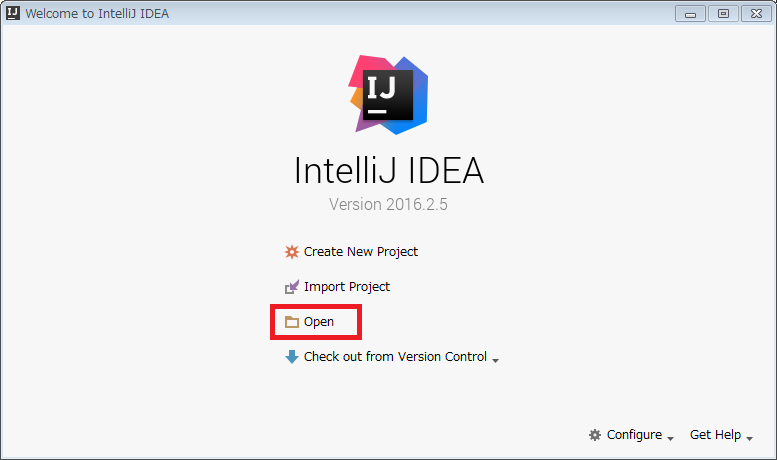 Welcome to IntelliJ IDEA
IJ
IntelliJ IDEA
Version 2016.2.5
Create New Project
Import Project
Open
Check out from Version Control
Configure
Get Help